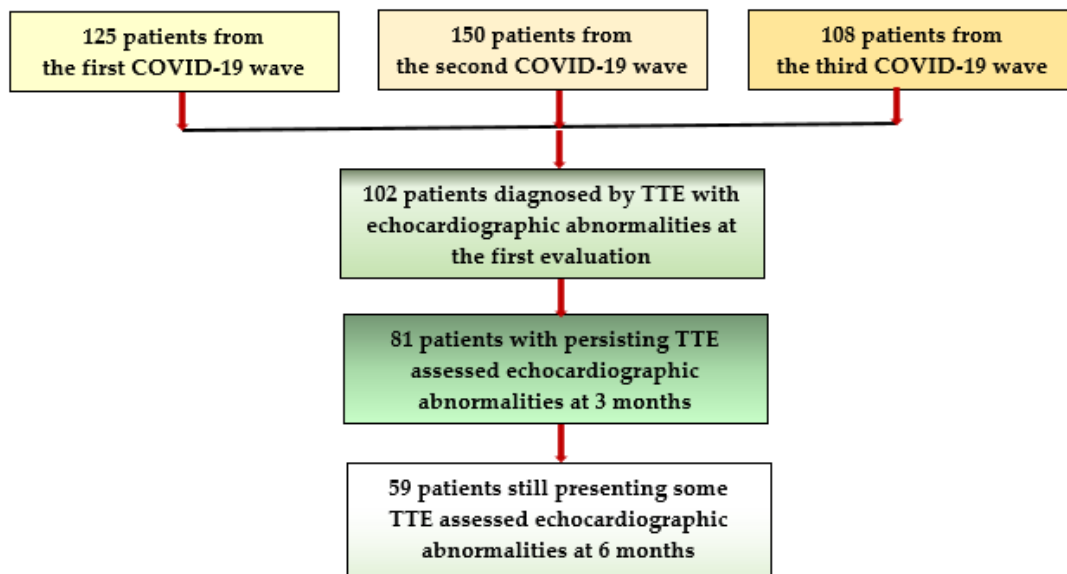 125 patients from
the first COVID-19 wave
150 patients from
the second COVID-19 wave
108 patients from
the third COVID-19 wave
102 patients diagnosed by TTE with
echocardiographic abnormalities at
the first evaluation
81 patients with persisting TTE
assessed echocardiographic
abnormalities at 3 months
59 patients still presenting some
TTE assessed echocardiographic
abnormalities at 6 months